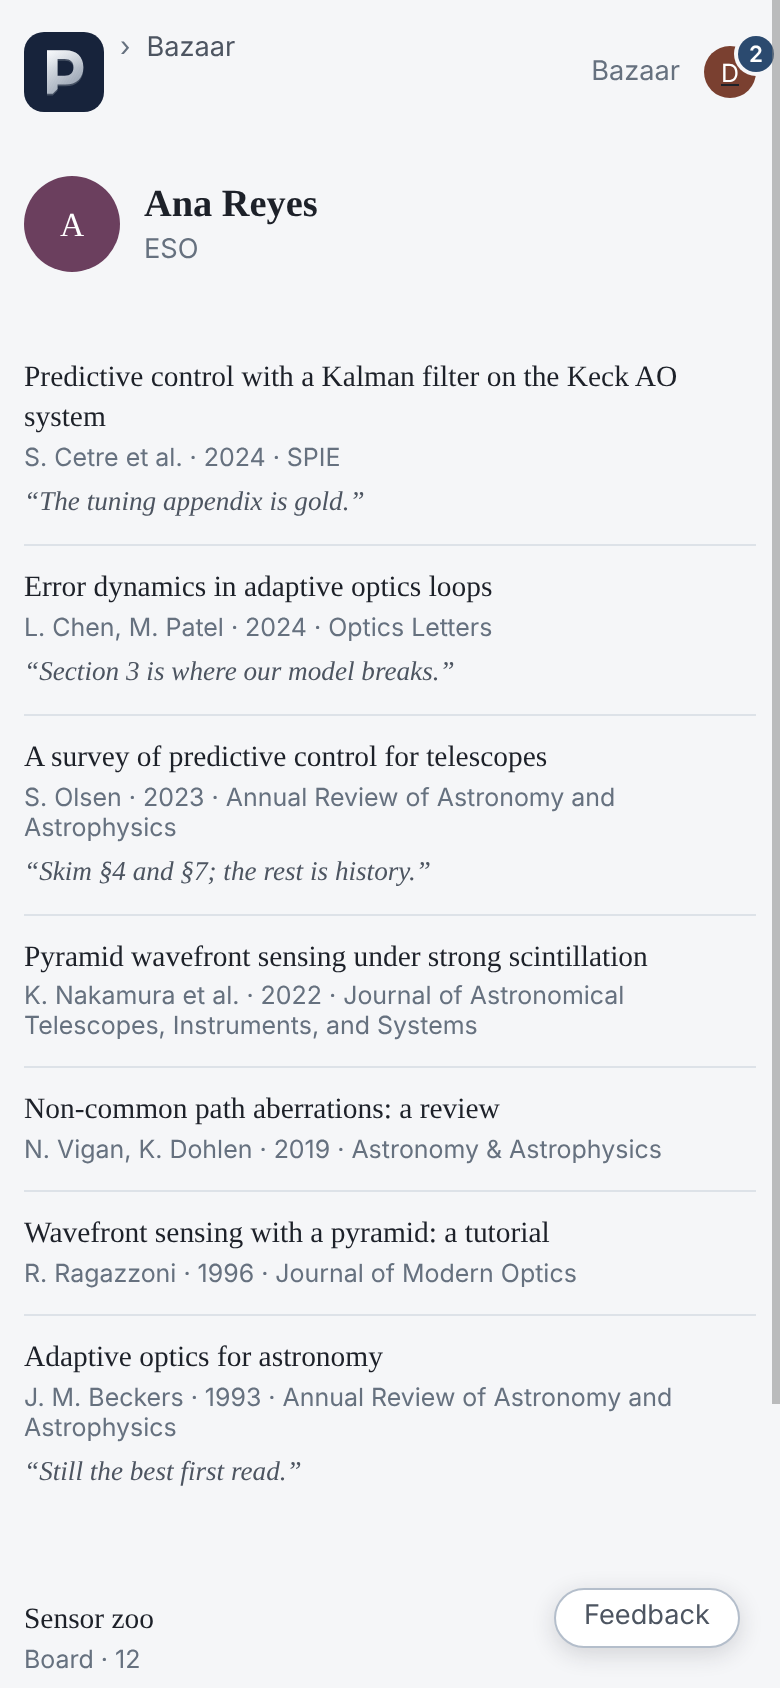 P
› Bazaar
Bazaar
D
2
A
Ana Reyes
ESO
Predictive control with a Kalman filter on the Keck AO
system
S. Cetre et al. · 2024 · SPIE
“The tuning appendix is gold.”
Error dynamics in adaptive optics loops
L. Chen, M. Patel · 2024 · Optics Letters
“Section 3 is where our model breaks.”
A survey of predictive control for telescopes
S. Olsen · 2023 · Annual Review of Astronomy and
Astrophysics
“Skim §4 and §7; the rest is history.”
Pyramid wavefront sensing under strong scintillation
K. Nakamura et al. · 2022 · Journal of Astronomical
Telescopes, Instruments, and Systems
Non-common path aberrations: a review
N. Vigan, K. Dohlen · 2019 · Astronomy & Astrophysics
Wavefront sensing with a pyramid: a tutorial
R. Ragazzoni · 1996 · Journal of Modern Optics
Adaptive optics for astronomy
J. M. Beckers · 1993 · Annual Review of Astronomy and
Astrophysics
“Still the best first read.”
Sensor zoo
Board · 12
Feedback